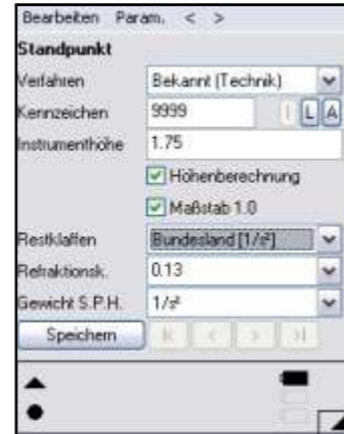 Bearbeiten Param. < >
Standpunkt
Verfahren Bekannt (Technik)
Kennzeichen 9999 I L A
Instrumenthöhe 1.75
Höhenberechnung
Maßstab 1.0
Restklaffen Bundesland [1/s²]
Refraktionsk. 0.13
Gewicht S.P.H. 1/s²
Speichern